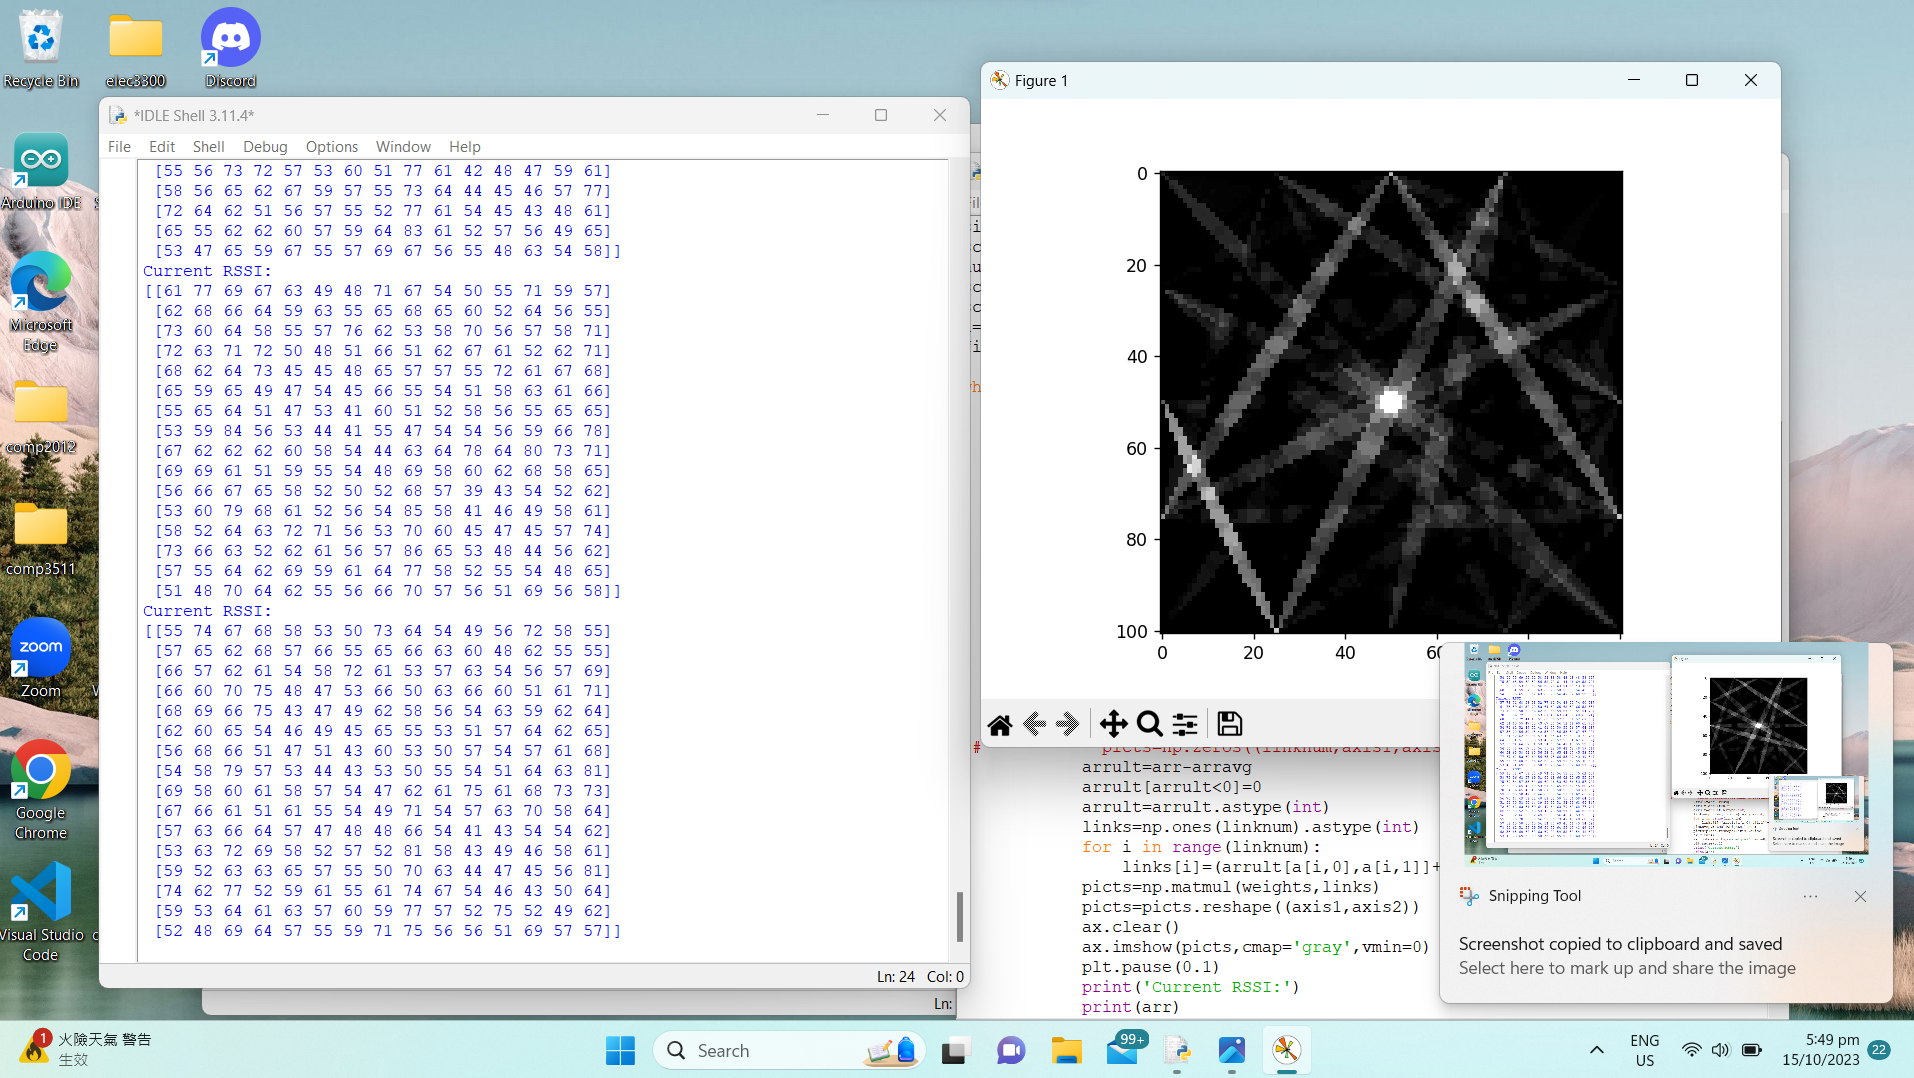 Recycle Bin
elec3300
Discord
Arduino IDE
Microsoft
Edge
comp2012
comp3511
Zoom
Google
Chrome
Visual Studio
Code
*IDLE Shell 3.11.4*
File Edit Shell Debug Options Window Help
[55 56 73 72 57 53 60 51 77 61 42 48 47 59 61]
[58 56 65 62 67 59 57 55 73 64 44 45 46 57 77]
[72 64 62 51 56 57 55 52 77 61 54 45 43 48 61]
[65 55 62 62 60 57 59 64 83 61 52 57 56 49 65]
[53 47 65 59 67 55 57 69 67 56 55 48 63 54 58]]
Current RSSI:
[[61 77 69 67 63 49 48 71 67 54 50 55 71 59 57]
[62 68 66 64 59 63 55 65 68 65 60 52 64 56 55]
[73 60 64 58 55 57 76 62 53 58 70 56 57 58 71]
[72 63 71 72 50 48 51 66 51 62 67 61 52 62 71]
[68 62 64 73 45 45 48 65 57 57 55 72 61 67 68]
[65 59 65 49 47 54 45 66 55 54 51 58 63 61 66]
[55 65 64 51 47 53 41 60 51 52 58 56 55 65 65]
[53 59 84 56 53 44 41 55 47 54 54 56 59 66 78]
[67 62 62 62 60 58 54 44 63 64 78 64 80 73 71]
[69 69 61 51 59 55 54 48 69 58 60 62 68 58 65]
[56 66 67 65 58 52 50 52 68 57 39 43 54 52 62]
[53 60 79 68 61 52 56 54 85 58 41 46 49 58 61]
[58 52 64 63 72 71 56 53 70 60 45 47 45 57 74]
[73 66 63 52 62 61 56 57 86 65 53 48 44 56 62]
[57 55 64 62 69 59 61 64 77 58 52 55 54 48 65]
[51 48 70 64 62 55 56 66 70 57 56 51 69 56 58]]
Current RSSI:
[[55 74 67 68 58 53 50 73 64 54 49 56 72 58 55]
[57 65 62 68 57 66 55 65 66 63 60 48 62 55 55]
[66 57 62 61 54 58 72 61 53 57 63 54 56 57 69]
[66 60 70 75 48 47 53 66 50 63 66 60 51 61 71]
[68 69 66 75 43 47 49 62 58 56 54 63 59 62 64]
[62 60 65 54 46 49 45 65 55 53 51 57 64 62 65]
[56 68 66 51 47 51 43 60 53 50 57 54 57 61 68]
[54 58 79 57 53 44 43 53 50 55 54 51 64 63 81]
[69 58 60 61 58 57 54 47 62 61 75 61 68 73 73]
[67 66 61 51 61 55 54 49 71 54 57 63 70 58 64]
[57 63 66 64 57 47 48 48 66 54 41 43 54 54 62]
[53 63 72 69 58 52 57 52 81 58 43 49 46 58 61]
[59 52 63 63 65 57 55 50 70 63 44 47 45 56 81]
[74 62 77 52 59 61 55 61 74 67 54 46 43 50 64]
[59 53 64 61 63 57 60 59 77 57 52 75 52 49 62]
[52 48 69 64 57 55 59 71 75 56 56 51 69 57 57]]
Ln: 24 Col: 0
Ln:
Figure 1
0
20
40
60
80
100
0 20 40
# picts=np.zeros((linknum,axis1,axis
arrult=arr-arravg
arrult[arrult<0]=0
arrult=arrult.astype(int)
links=np.ones(linknum).astype(int)
for i in range(linknum):
links[i]=(arrult[a[i,0],a[i,1]]+
picts=np.matmul(weights,links)
picts=picts.reshape((axis1,axis2))
ax.clear()
ax.imshow(picts,cmap='gray',vmin=0)
plt.pause(0.1)
print('Current RSSI:')
print(arr)
Snipping Tool
Screenshot copied to clipboard and saved
Select here to mark up and share the image
1
火險天氣 警告
生效
Search
99+
ENG
US
5:49 pm
15/10/2023
22